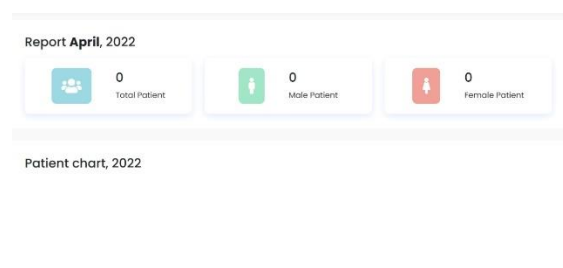 Report April, 2022
0
Total Patient
0
Male Patient
0
Female Patient
Patient chart, 2022